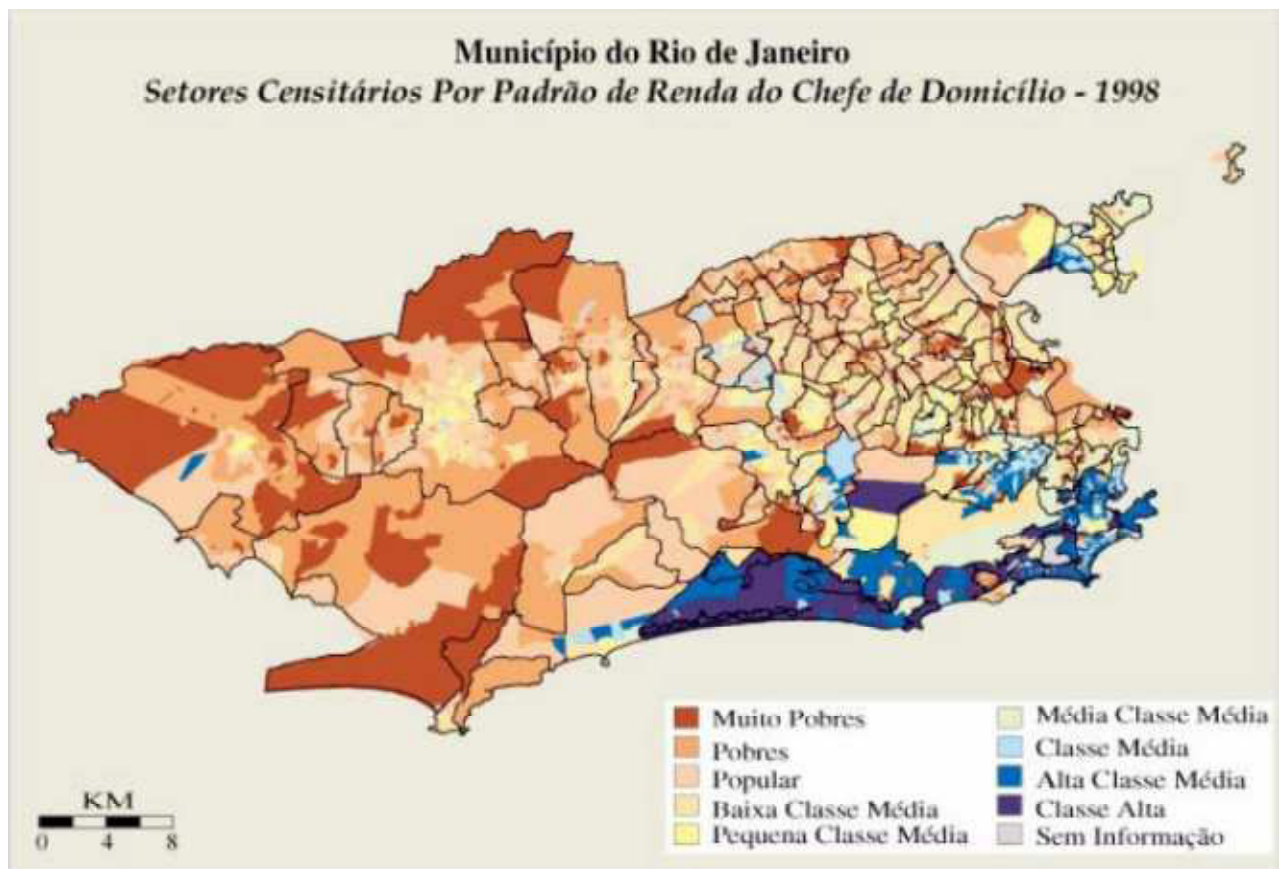 Município do Rio de Janeiro
Setores Censitários Por Padrão de Renda do Chefe de Domicílio - 1998
Muito Pobres
Pobres
Popular
Baixa Classe Média
Pequena Classe Média
Média Classe Média
Classe Média
Alta Classe Média
Classe Alta
Sem Informação
KM
0 4 8